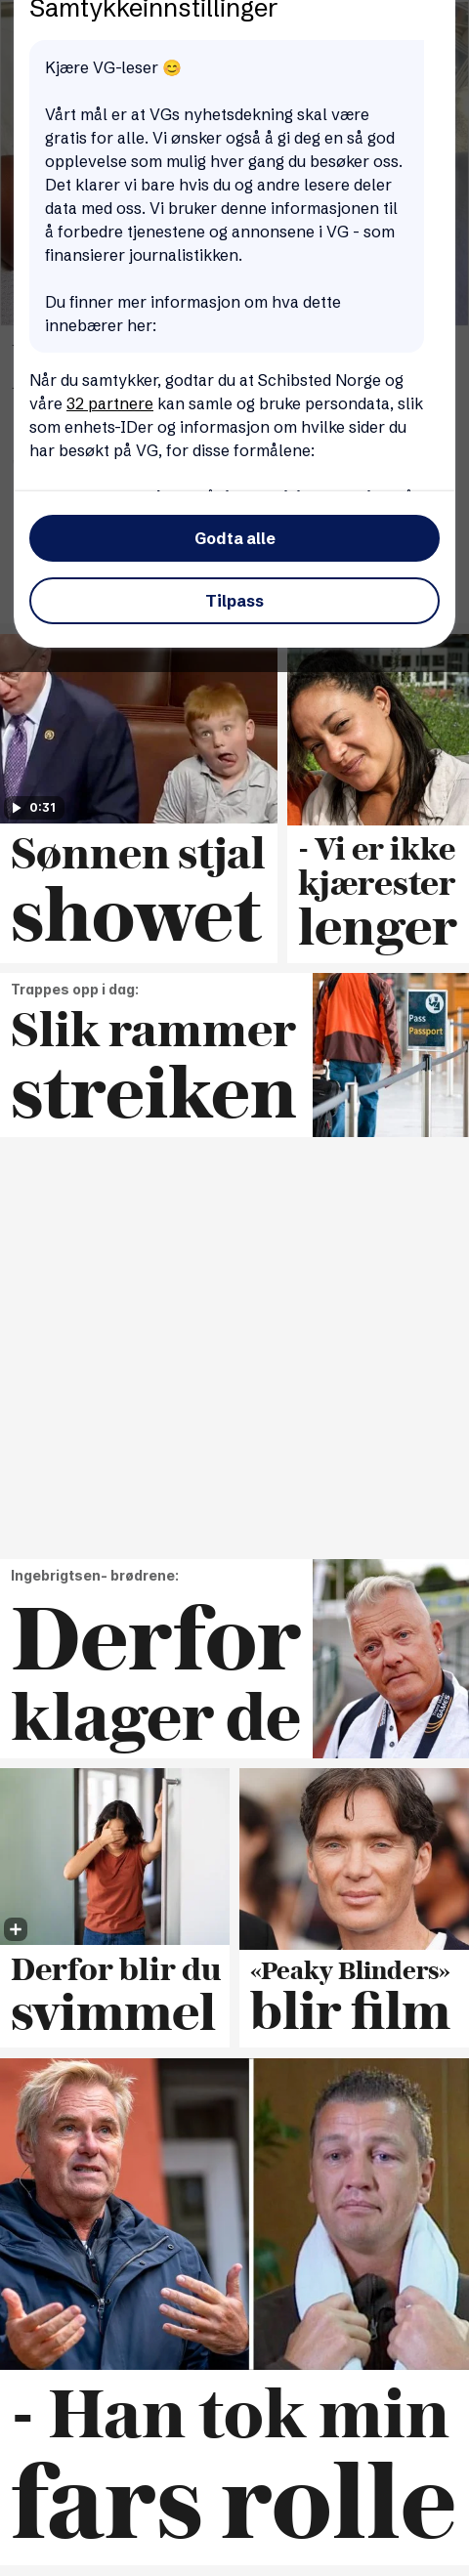 Samtykkeinnstillinger
Kjære VG-leser 😊
Vårt mål er at VGs nyhetsdekning skal være
gratis for alle. Vi ønsker også å gi deg en så god
opplevelse som mulig hver gang du besøker oss.
Det klarer vi bare hvis du og andre lesere deler
data med oss. Vi bruker denne informasjonen til
å forbedre tjenestene og annonsene i VG - som
finansierer journalistikken.
Du finner mer informasjon om hva dette
innebærer her:
Når du samtykker, godtar du at Schibsted Norge og
våre 32 partnere kan samle og bruke persondata, slik
som enhets-IDer og informasjon om hvilke sider du
har besøkt på VG, for disse formålene:
Godta alle
Tilpass
0:31
Sønnen stjal
showet
- Vi er ikke
kjærester
lenger
Trappes opp i dag:
Slik rammer
streiken
Pass
Passport
Ingebrigtsen- brødrene:
Derfor
klager de
GAMES
Derfor blir du
svimmel
«Peaky Blinders»
blir film
- Han tok min
fars rolle